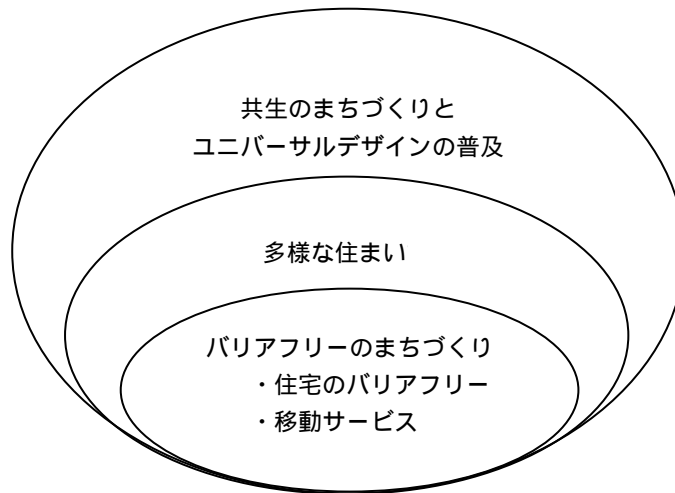 共生のまちづくりと
ユニバーサルデザインの普及
多様な住まい
バリアフリーのまちづくり
・住宅のバリアフリー
・移動サービス